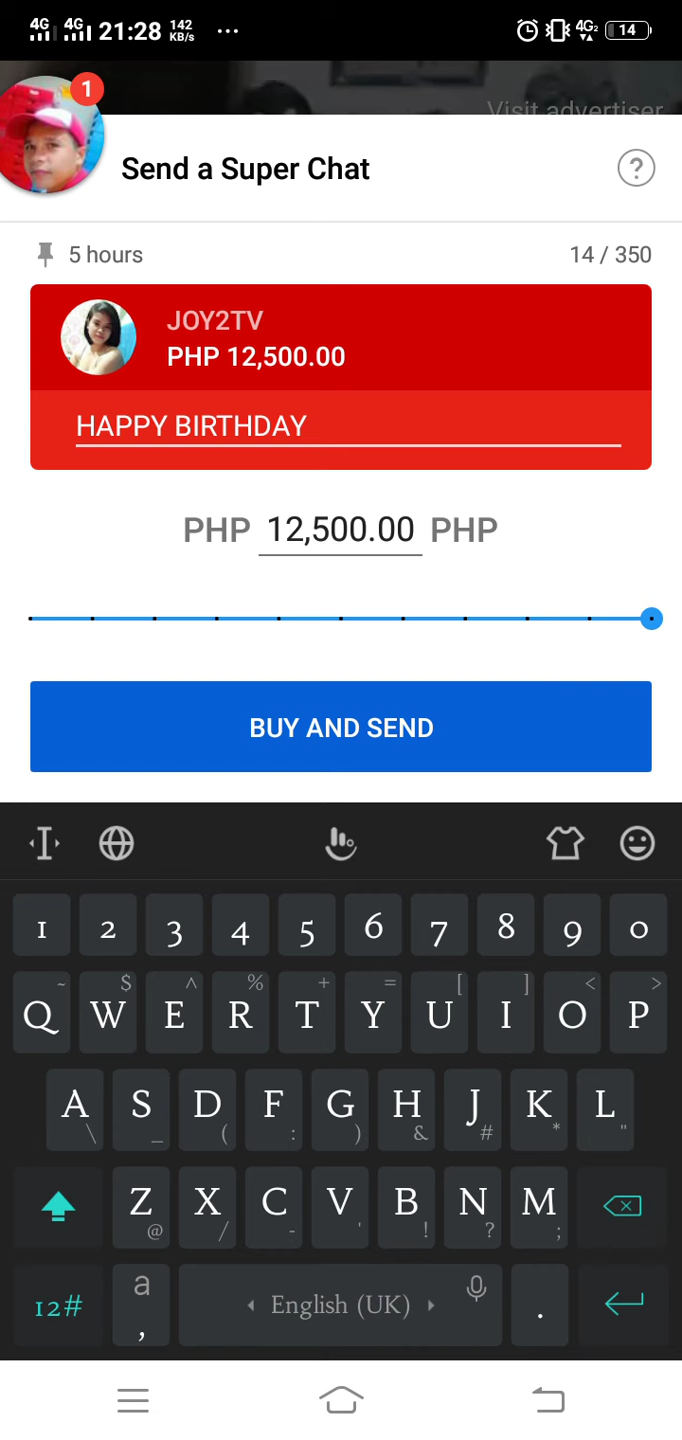 4G 4G 21:28 142 KB/s ... 4G2 14
Visit advertiser
1
Send a Super Chat ?
5 hours 14 / 350
JOY2TV
PHP 12,500.00
HAPPY BIRTHDAY
PHP 12,500.00 PHP
BUY AND SEND
1 2 3 4 5 6 7 8 9 0
~ $ ^ % + = [ ] < >
Q W E R T Y U I O P
A S D F G H J K L
\ _ ( : ) & # * "
Z X C V B N M
@ / - ' ! ? ;
12# a , English (UK) .